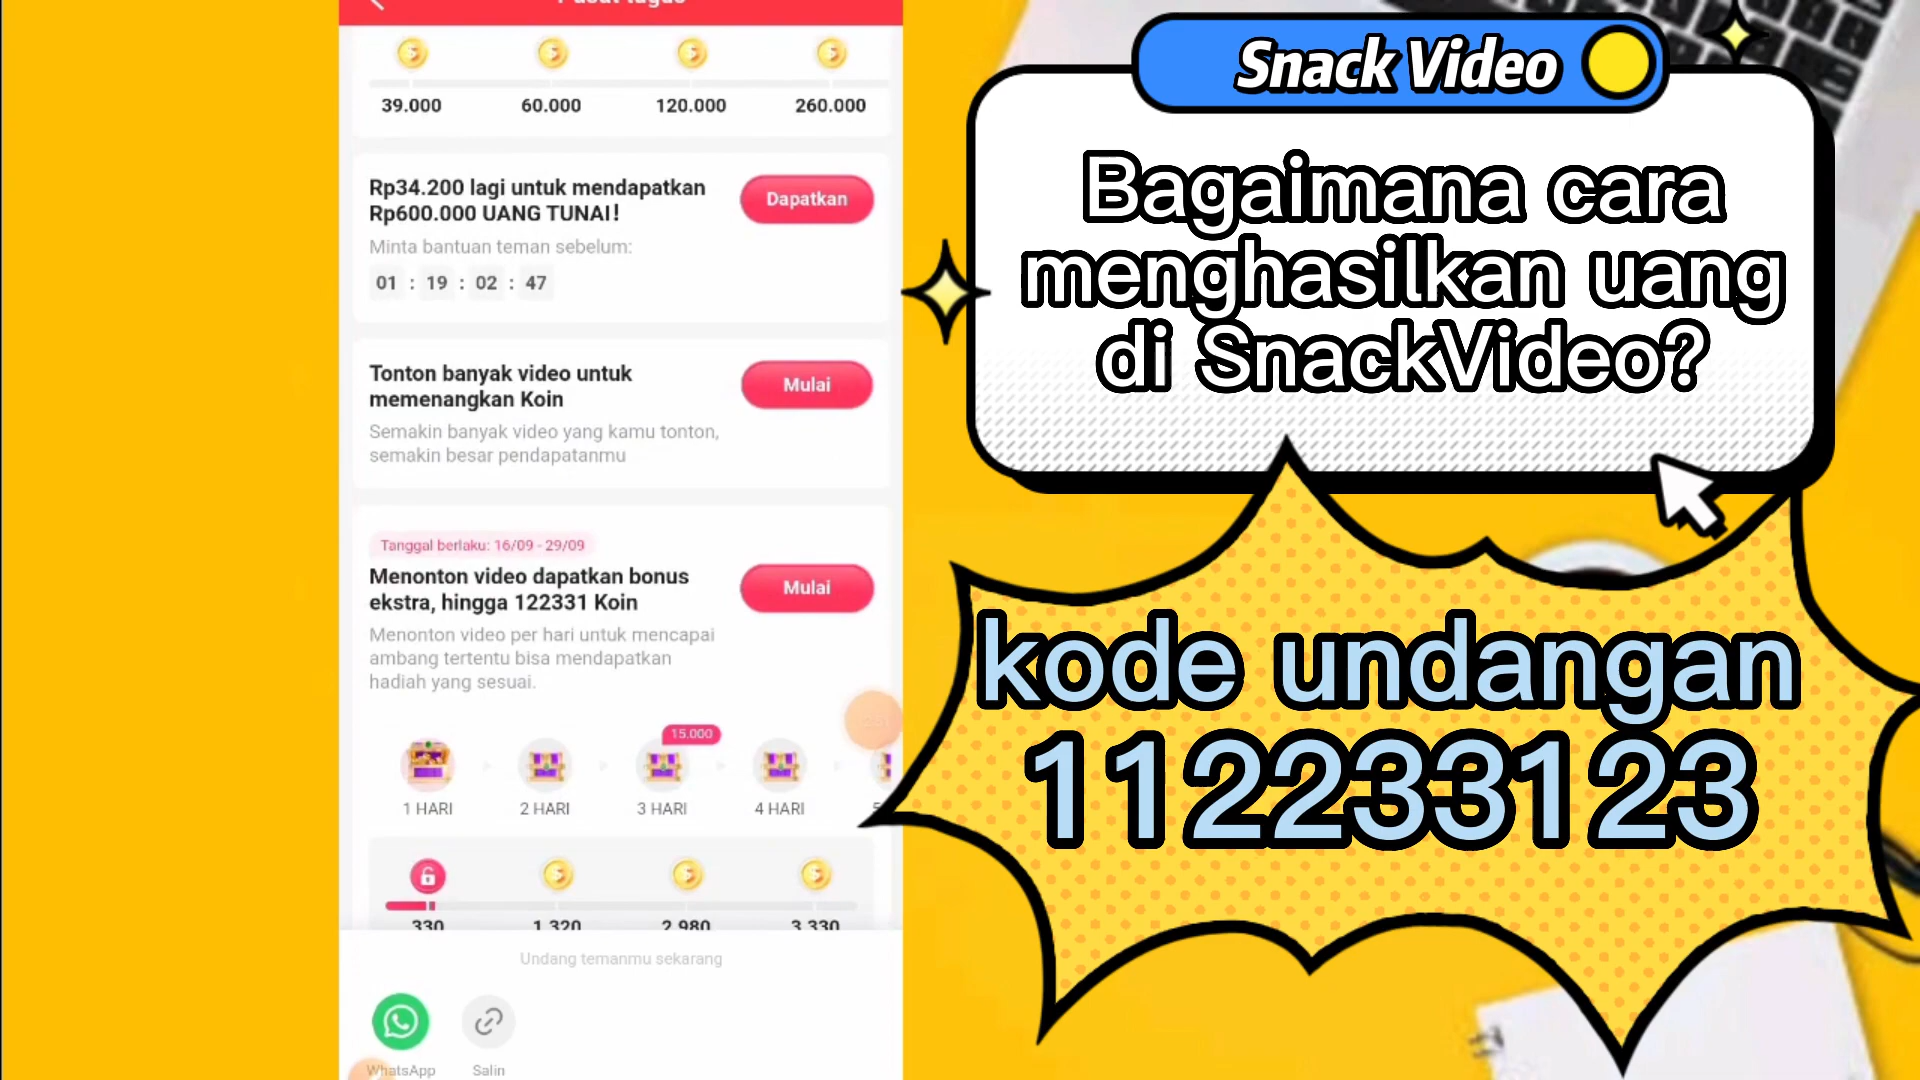 Pusat tugas
39.000 60.000 120.000 260.000
Rp34.200 lagi untuk mendapatkan
Rp600.000 UANG TUNAI!
Dapatkan
Minta bantuan teman sebelum:
01 : 19 : 02 : 47
Tonton banyak video untuk
memenangkan Koin
Mulai
Semakin banyak video yang kamu tonton,
semakin besar pendapatanmu
Tanggal berlaku: 16/09 - 29/09
Menonton video dapatkan bonus
ekstra, hingga 122331 Koin
Mulai
Menonton video per hari untuk mencapai
ambang tertentu bisa mendapatkan
hadiah yang sesuai.
15.000
1 HARI 2 HARI 3 HARI 4 HARI
330 1.320 2.980 3.330
Undang temanmu sekarang
WhatsApp Salin
Snack Video
Bagaimana cara
menghasilkan uang
di SnackVideo?
kode undangan
112233123